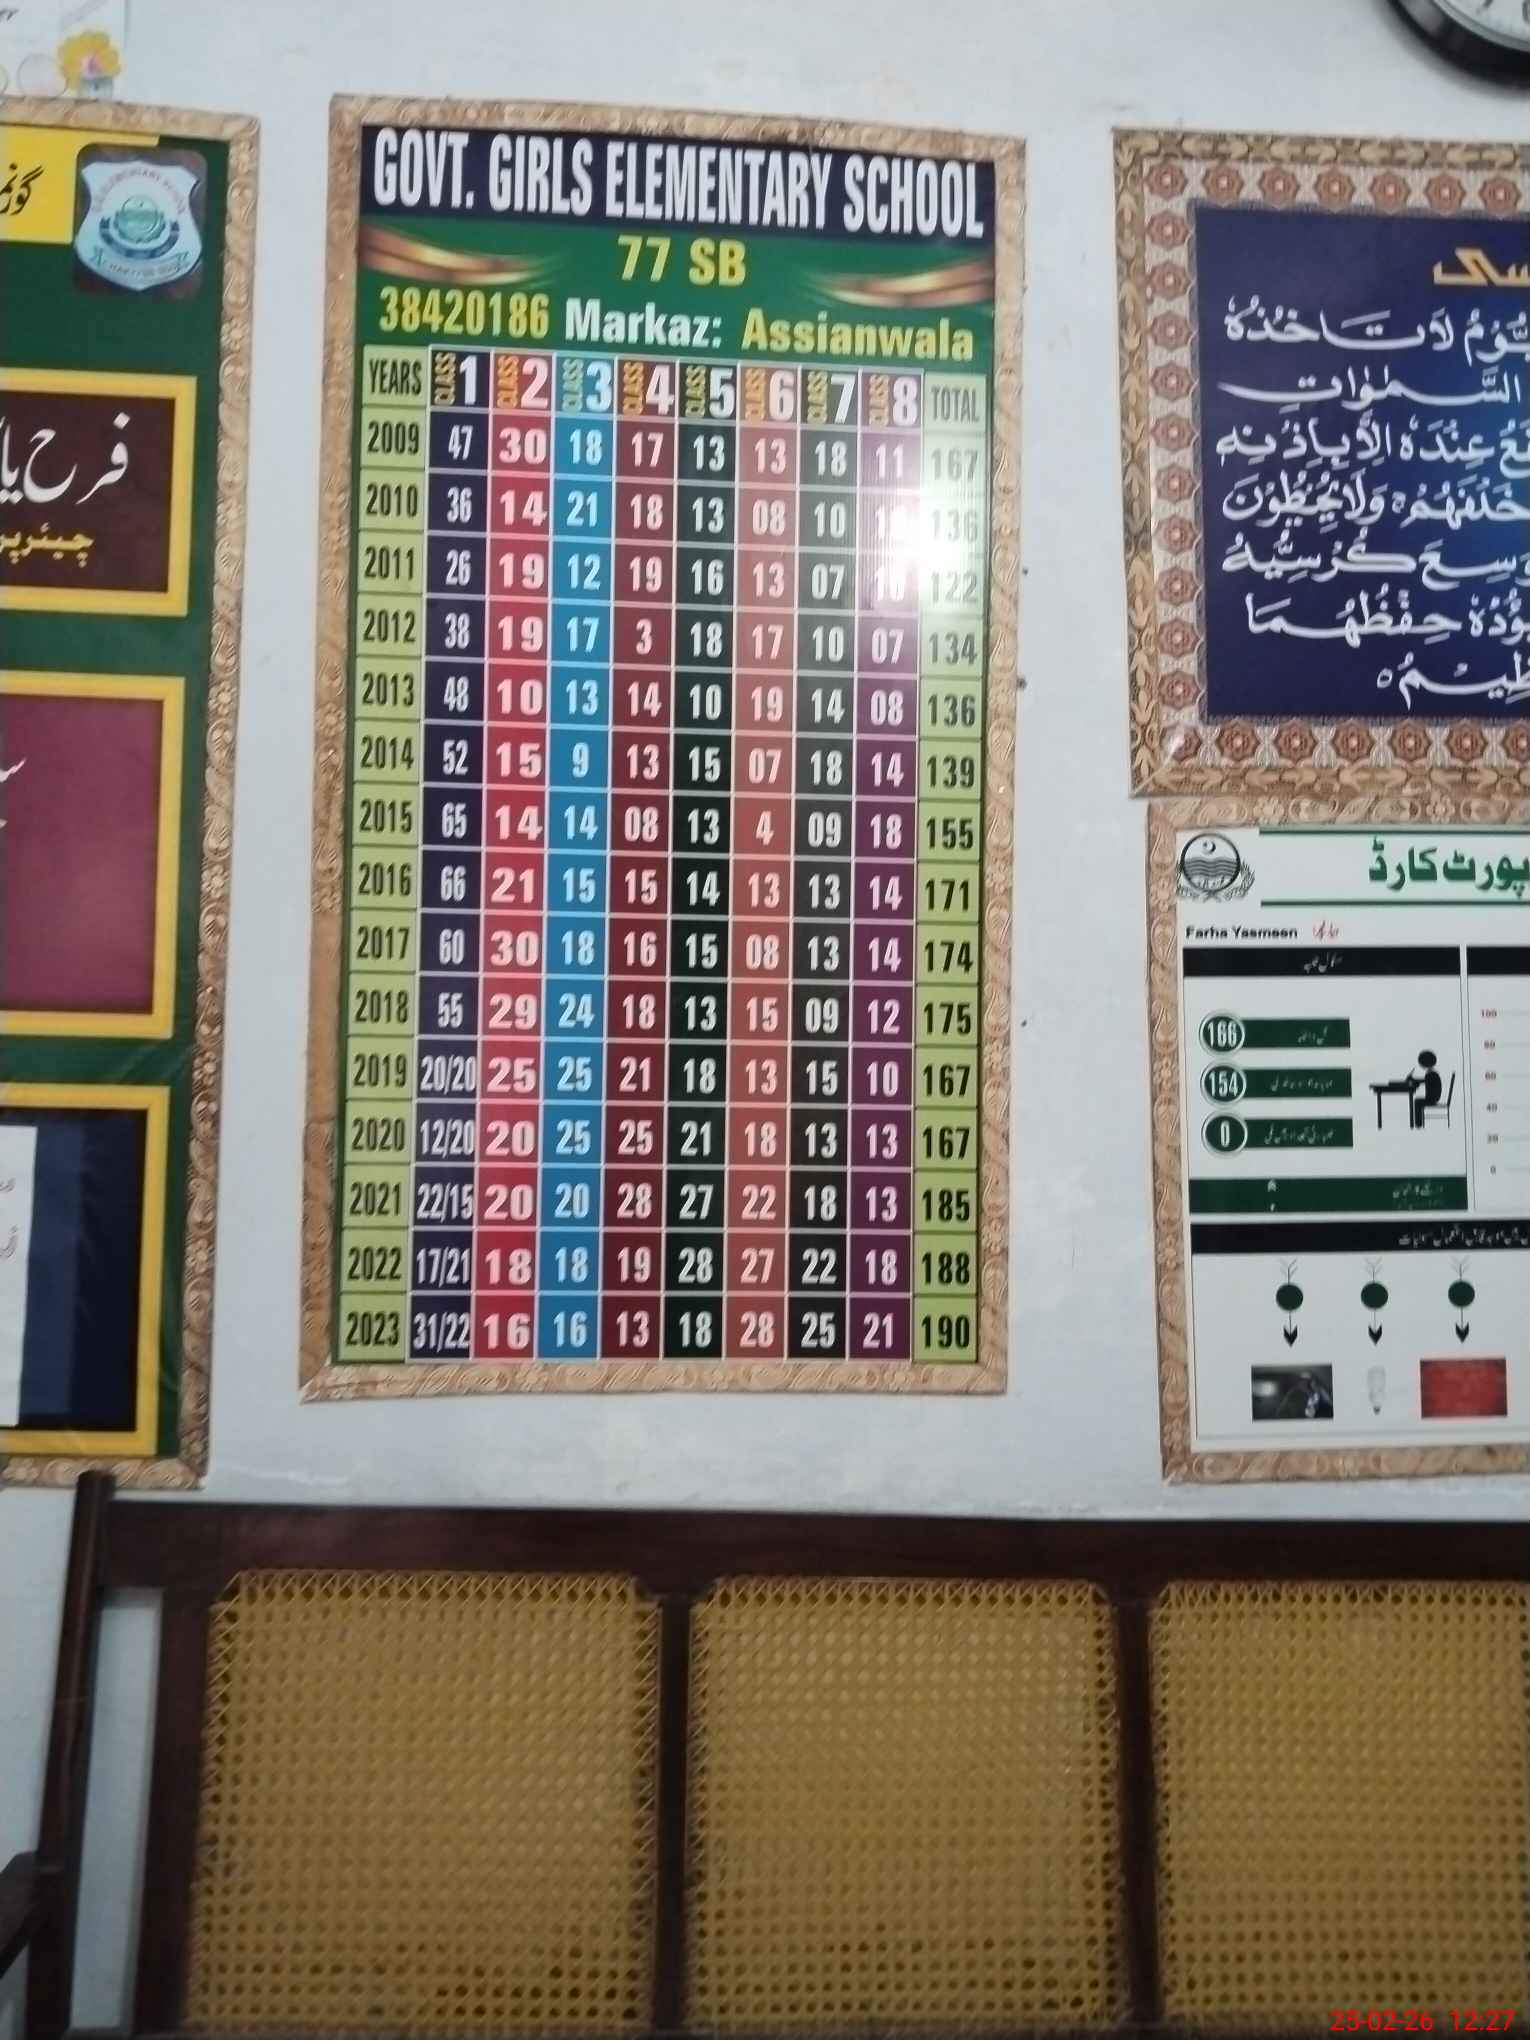 GOVT. GIRLS ELEMENTARY SCHOOL
77 SB
38420186 Markaz: Assianwala
YEARS CLASS 1 CLASS 2 CLASS 3 CLASS 4 CLASS 5 CLASS 6 CLASS 7 CLASS 8 TOTAL
2009 47 30 18 17 13 13 18 11 167
2010 36 14 21 18 13 08 10 136
2011 26 19 12 19 16 13 07 122
2012 38 19 17 3 18 17 10 07 134
2013 48 10 13 14 10 19 14 08 136
2014 52 15 9 13 15 07 18 14 139
2015 65 14 14 08 13 4 09 18 155
2016 66 21 15 15 14 13 13 14 171
2017 60 30 18 16 15 08 13 14 174
2018 55 29 24 18 13 15 09 12 175
2019 20/20 25 25 21 18 13 15 10 167
2020 12/20 20 25 25 21 18 13 13 167
2021 22/15 20 20 28 27 22 18 13 185
2022 17/21 18 18 19 28 27 22 18 188
2023 31/22 16 16 13 18 28 25 21 190
فرح
لَا تَاخُذُهٗ
السَّمٰوٰاتِ
عِنْدَهٗ اِلَّا بِاِذْنِهٖ
خَلْفَهُمْ وَلَا يُحِيْطُوْنَ
وَسِعَ كُرْسِيُّهُ
حِفْظُهُمَا
پورٹ کارڈ
Farha Yasmeen
166
154
0
100
80
60
40
20
0
23-02-26 12:27